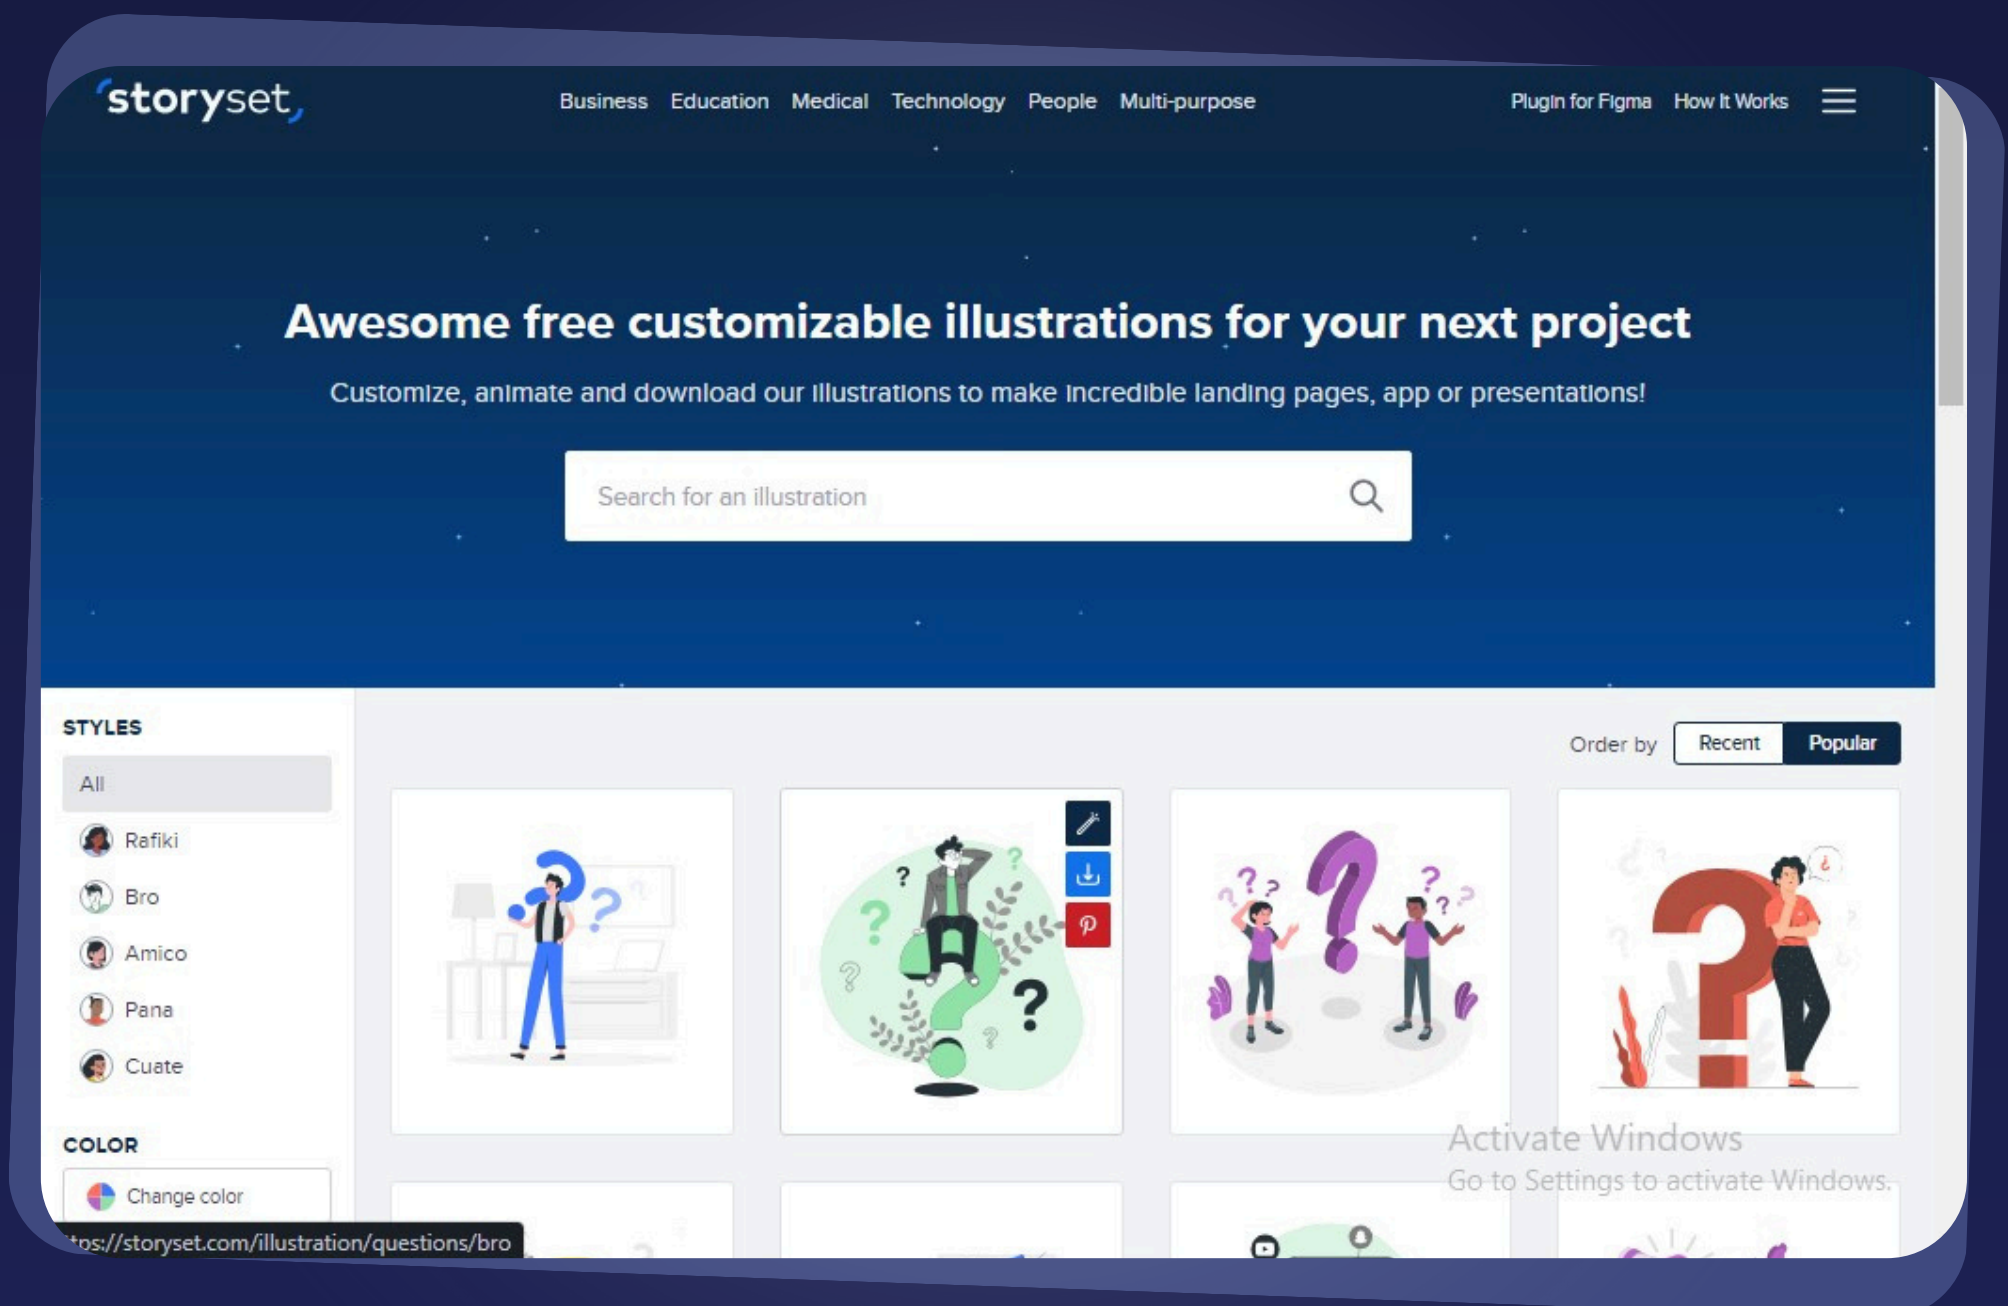 storyset
Business Education Medical Technology People Multi-purpose
Plugin for Figma How It Works
Awesome free customizable illustrations for your next project
Customize, animate and download our illustrations to make incredible landing pages, app or presentations!
Search for an illustration
STYLES
Order by Recent Popular
All
Rafiki
Bro
Amico
Pana
Cuate
COLOR
Change color
Activate Windows
Go to Settings to activate Windows.
tps://storyset.com/illustration/questions/bro